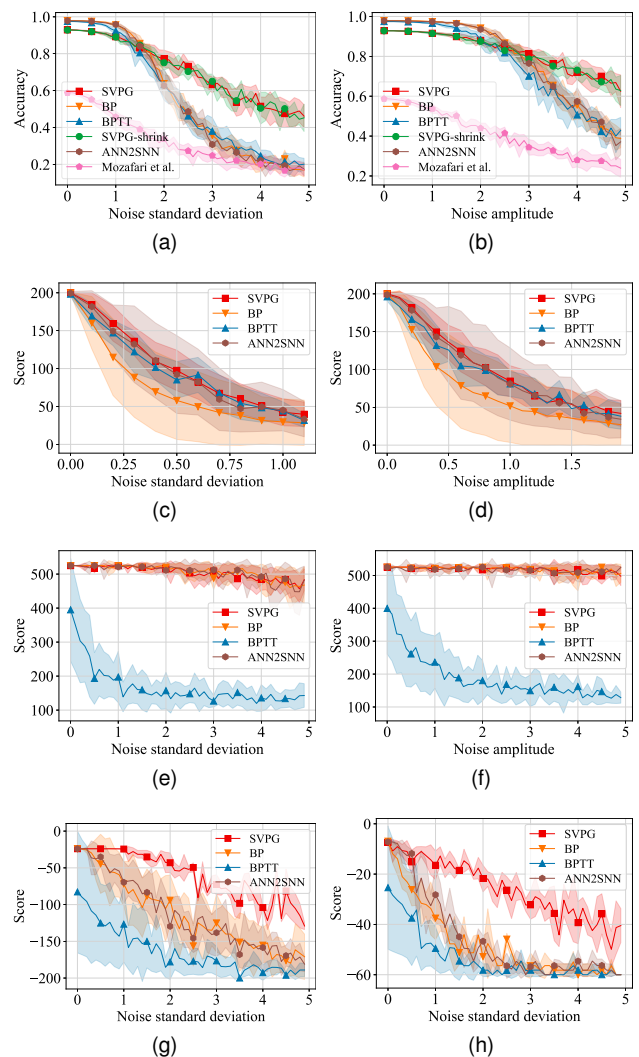 1.0
0.8
0.6
0.4
0.2
Accuracy
SVPG
BP
BPTT
SVPG-shrink
ANN2SNN
Mozafari et al.
0 1 2 3 4 5
Noise standard deviation
(a)
1.0
0.8
0.6
0.4
0.2
Accuracy
SVPG
BP
BPTT
SVPG-shrink
ANN2SNN
Mozafari et al.
0 1 2 3 4 5
Noise amplitude
(b)
200
150
100
50
0
Score
SVPG
BP
BPTT
ANN2SNN
0.00 0.25 0.50 0.75 1.00
Noise standard deviation
(c)
200
150
100
50
0
Score
SVPG
BP
BPTT
ANN2SNN
0.0 0.5 1.0 1.5
Noise amplitude
(d)
500
400
300
200
100
Score
SVPG
BP
BPTT
ANN2SNN
0 1 2 3 4 5
Noise standard deviation
(e)
500
400
300
200
100
Score
SVPG
BP
BPTT
ANN2SNN
0 1 2 3 4 5
Noise amplitude
(f)
0
−50
−100
−150
−200
Score
SVPG
BP
BPTT
ANN2SNN
0 1 2 3 4 5
Noise standard deviation
(g)
0
−20
−40
−60
Score
SVPG
BP
BPTT
ANN2SNN
0 1 2 3 4 5
Noise standard deviation
(h)